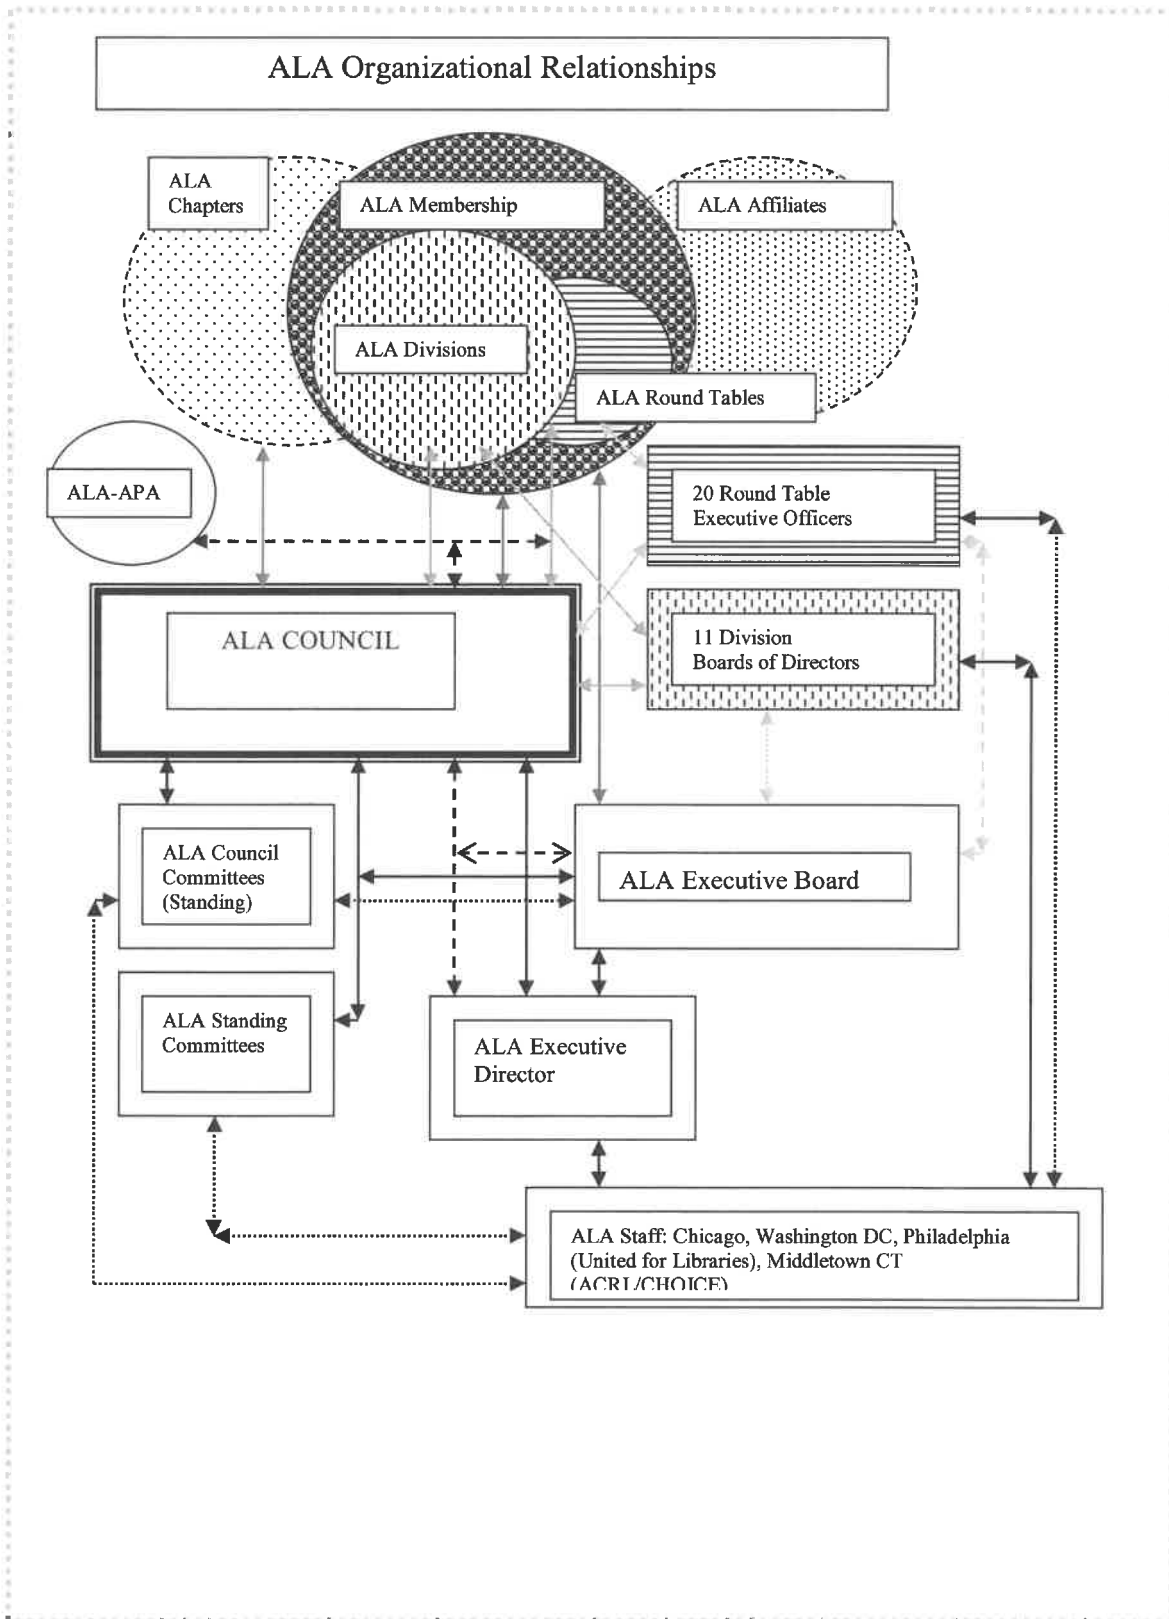 ALA Organizational Relationships
ALA
Chapters
ALA Membership
ALA Affiliates
ALA Divisions
ALA Round Tables
ALA-APA
20 Round Table
Executive Officers
ALA COUNCIL
11 Division
Boards of Directors
ALA Council
Committees
(Standing)
ALA Executive Board
ALA Standing
Committees
ALA Executive
Director
ALA Staff: Chicago, Washington DC, Philadelphia
(United for Libraries), Middletown CT
(ACRL/CHOICE)